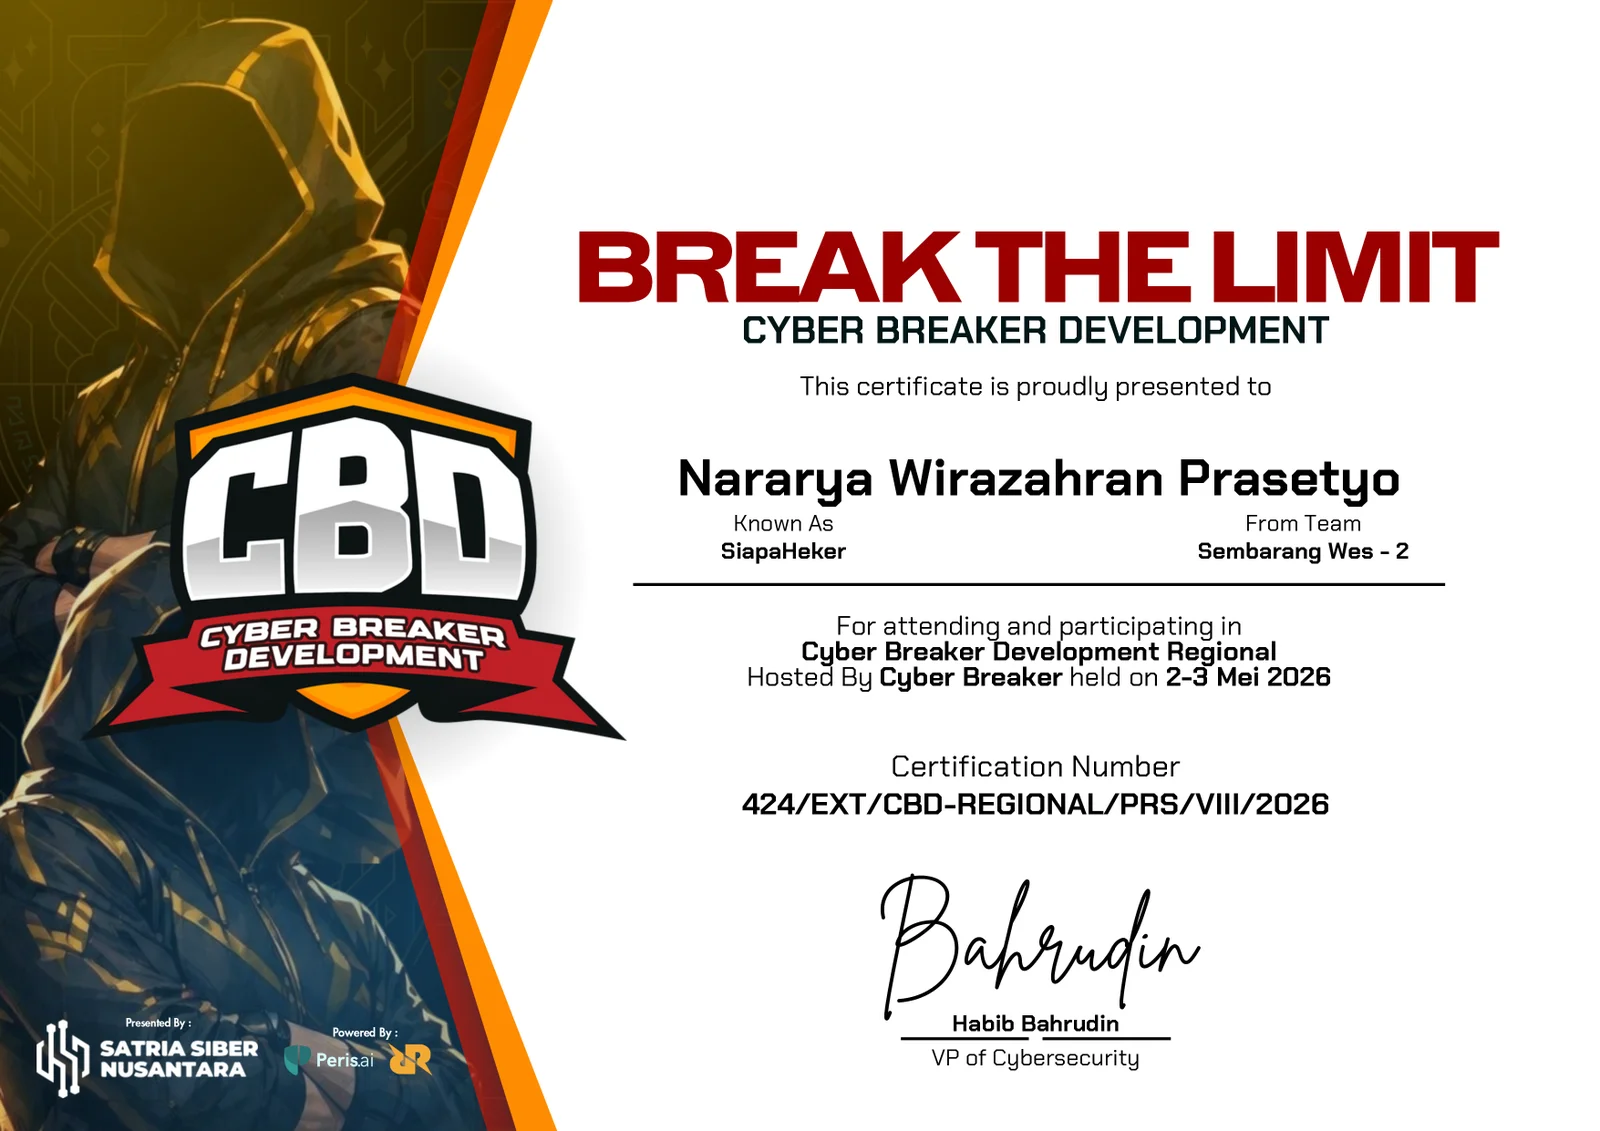 BREAK THE LIMIT
CYBER BREAKER DEVELOPMENT
This certificate is proudly presented to
Nararya Wirazahran Prasetyo
Known As
SiapaHeker
From Team
Sembarang Wes - 2
For attending and participating in
Cyber Breaker Development Regional
Hosted By Cyber Breaker held on 2-3 Mei 2026
Certification Number
424/EXT/CBD-REGIONAL/PRS/VIII/2026
Bahrudin
Habib Bahrudin
VP of Cybersecurity
CBD
CYBER BREAKER
DEVELOPMENT
Presented By :
SATRIA SIBER
NUSANTARA
Powered By :
Peris.ai